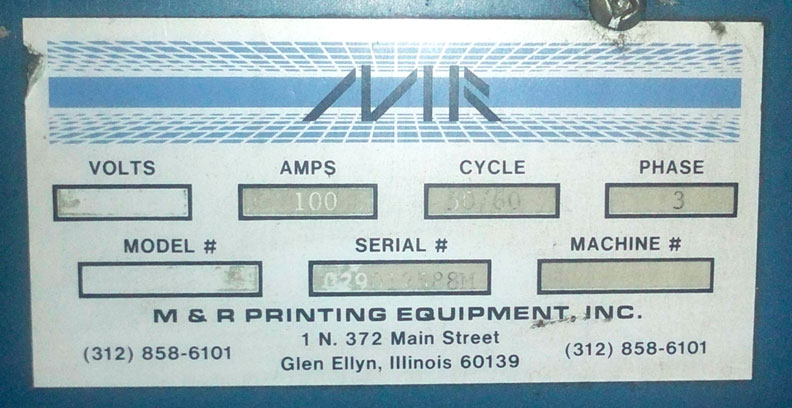 MR
VOLTS AMPS CYCLE PHASE
100 50/60 3
MODEL # SERIAL # MACHINE #
M & R PRINTING EQUIPMENT, INC.
1 N. 372 Main Street
(312) 858-6101 Glen Ellyn, Illinois 60139 (312) 858-6101